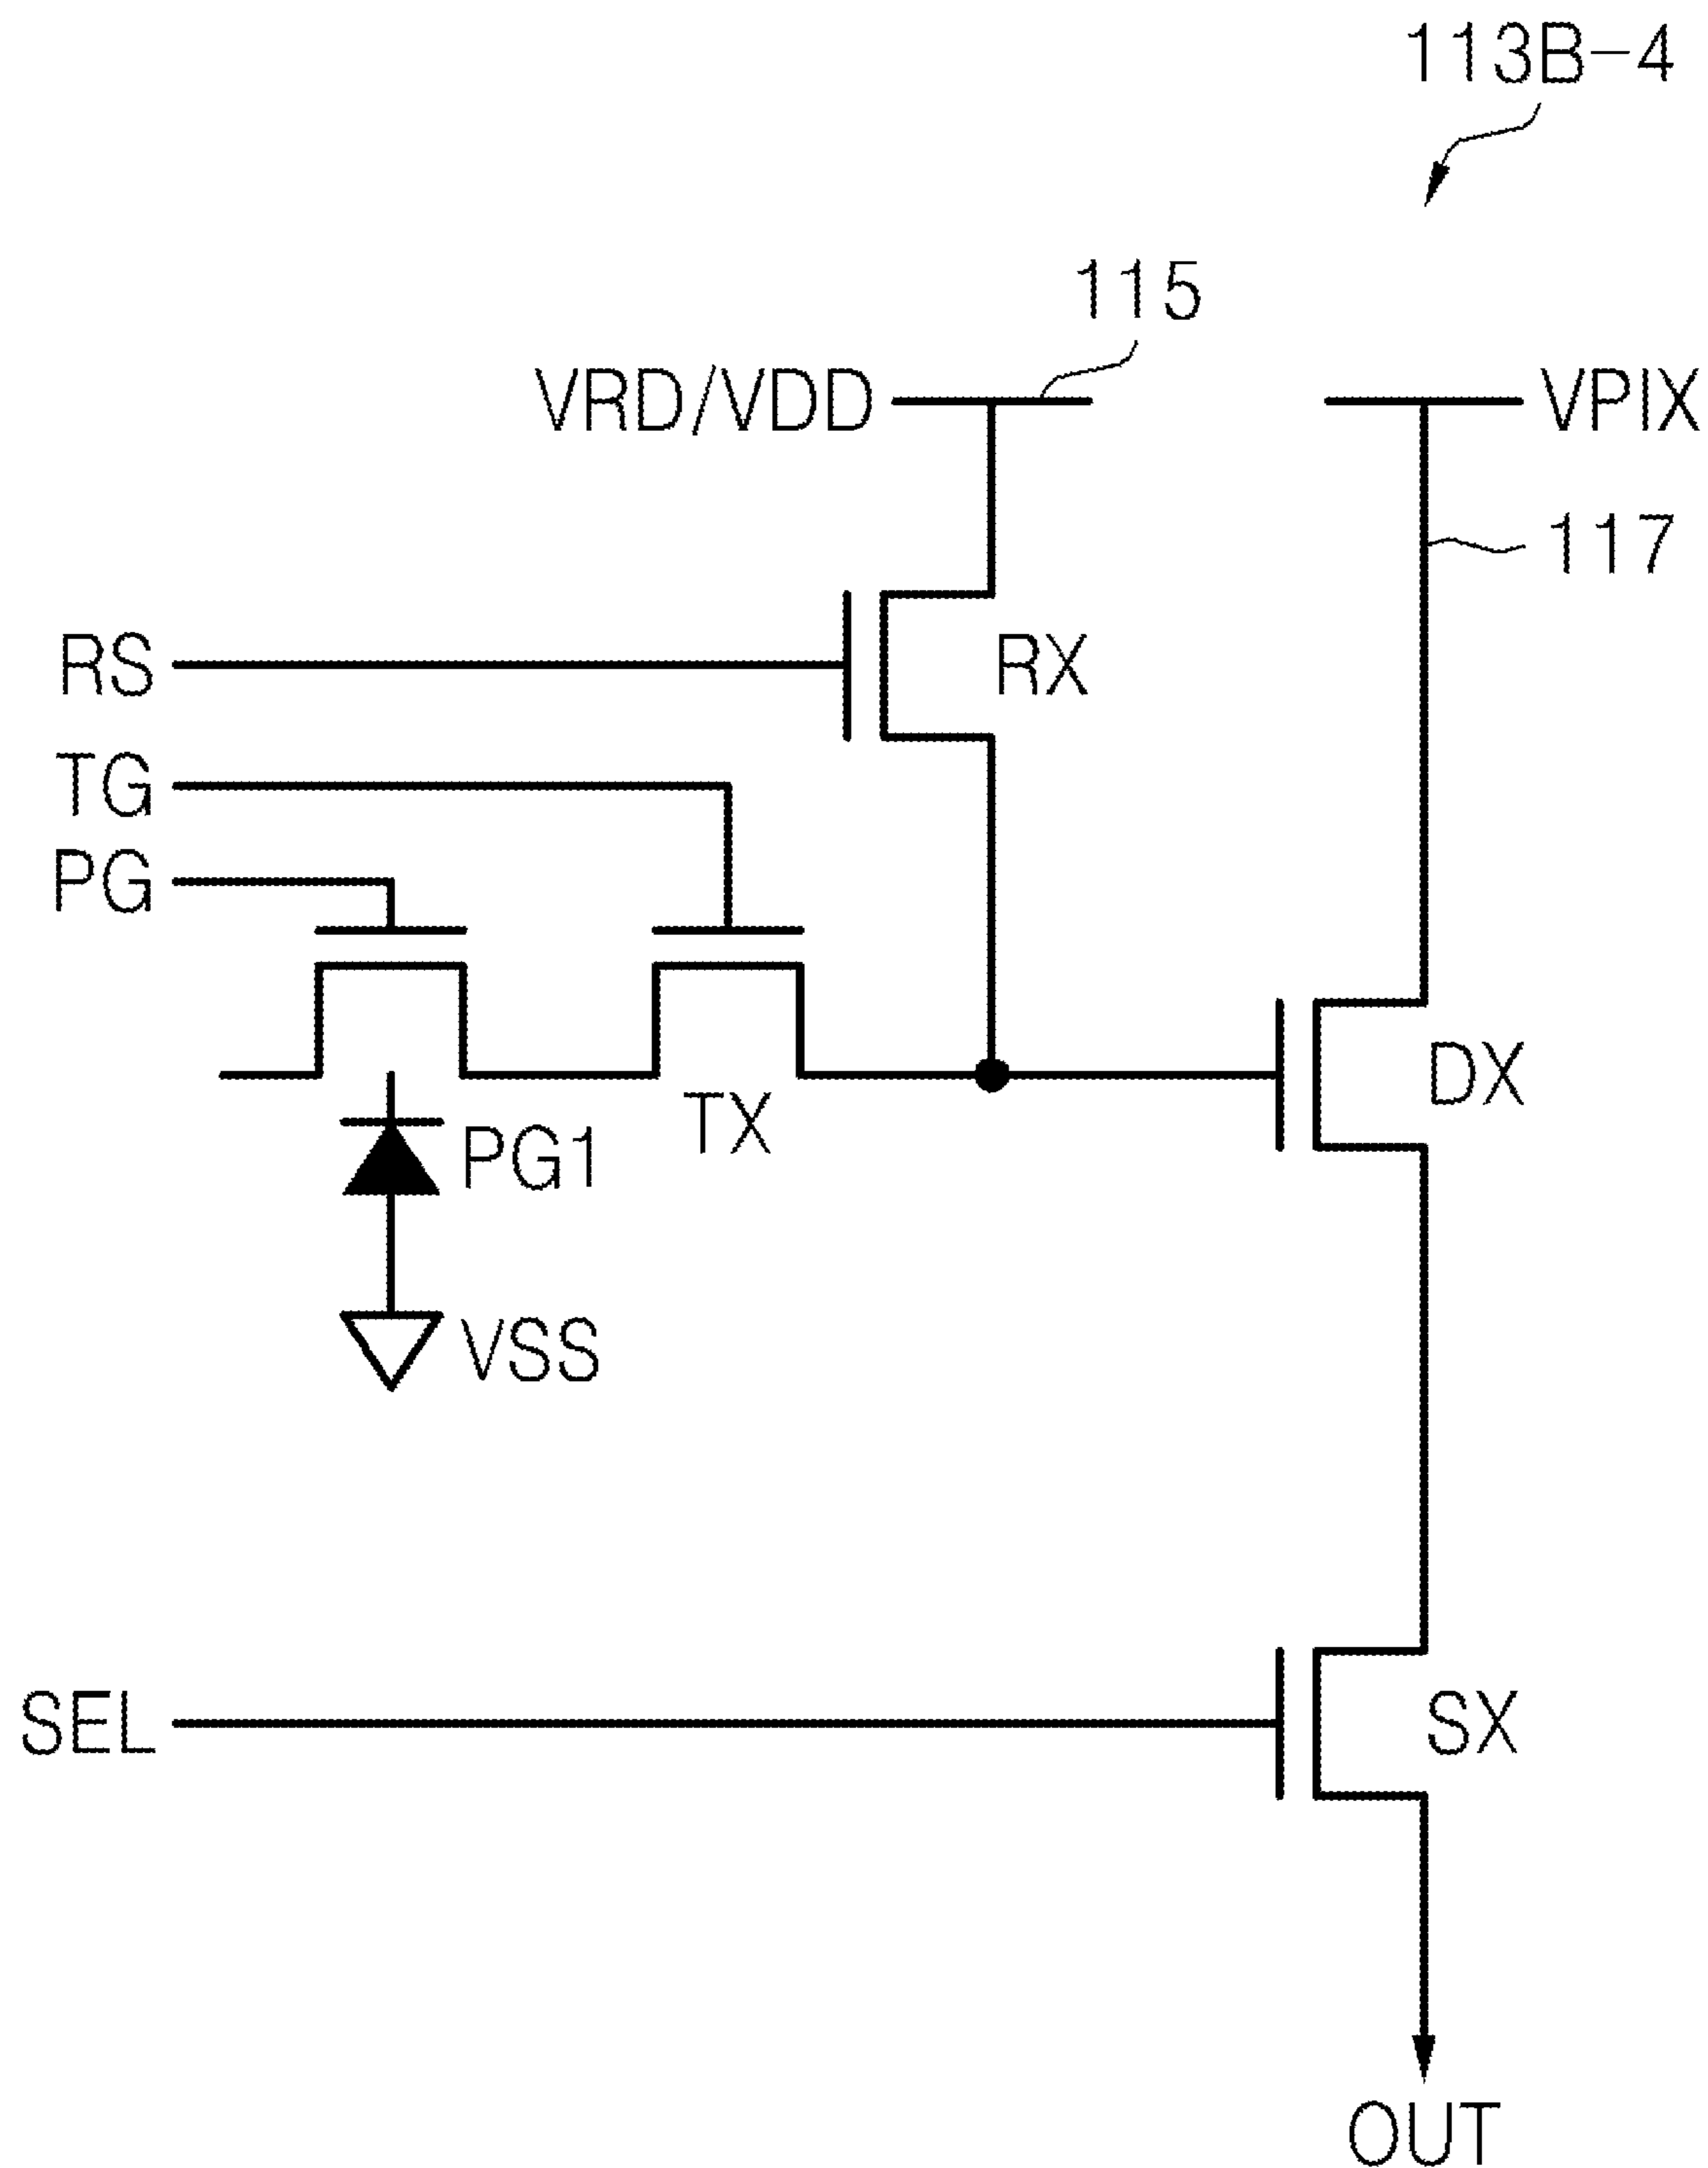 113B-4
115
VRD/VDD
VPIX
117
RS
RX
TG
PG
DX
TX
PG1
VSS
SEL
SX
OUT